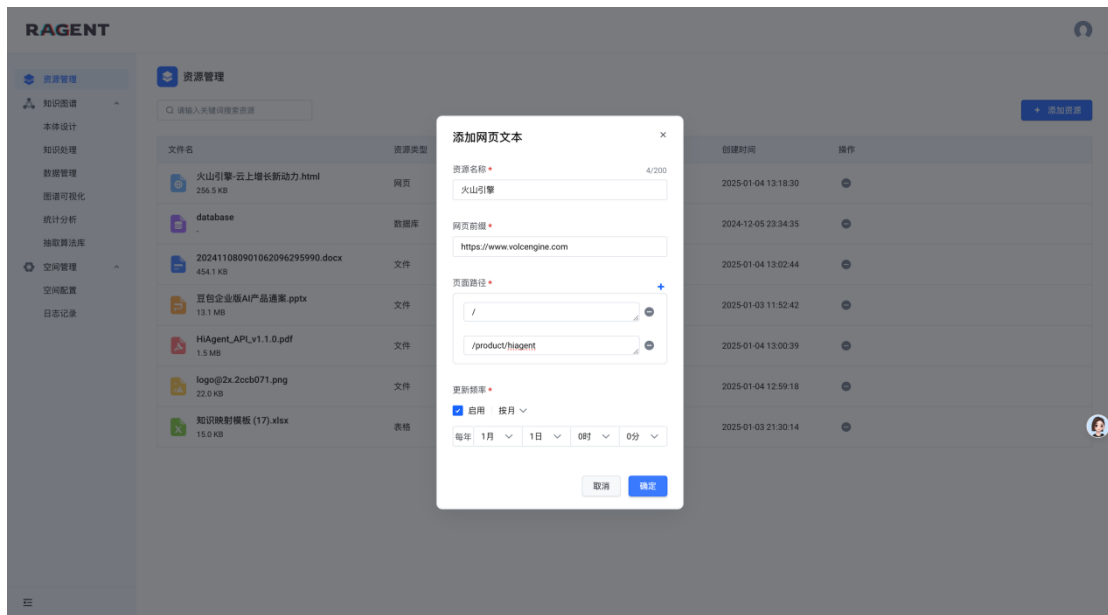 RAGENT
资源管理
知识图谱
本体设计
知识处理
数据管理
图谱可视化
统计分析
抽取算法库
空间管理
空间配置
日志记录
资源管理
请输入关键词搜索资源
+ 添加资源
文件名 资源类型 创建时间 操作
火山引擎-云上增长新动力.html
256.5 KB
网页 2025-01-04 13:18:30
database
-
数据库 2024-12-05 23:34:35
202411080901062096295990.docx
454.1 KB
文件 2025-01-04 13:02:44
豆包企业版AI产品通案.pptx
13.1 MB
文件 2025-01-03 11:52:42
HiAgent_API_v1.1.0.pdf
1.5 MB
文件 2025-01-04 13:00:39
logo@2x.2ccb071.png
22.0 KB
文件 2025-01-04 12:59:18
知识映射模板 (17).xlsx
15.0 KB
表格 2025-01-03 21:30:14
添加网页文本 ×
资源名称 * 4/200
火山引擎
网页前缀 *
https://www.volcengine.com
页面路径 * +
/
/product/hiagent
更新频率 *
启用 按月
每年 1月 1日 0时 0分
取消 确定